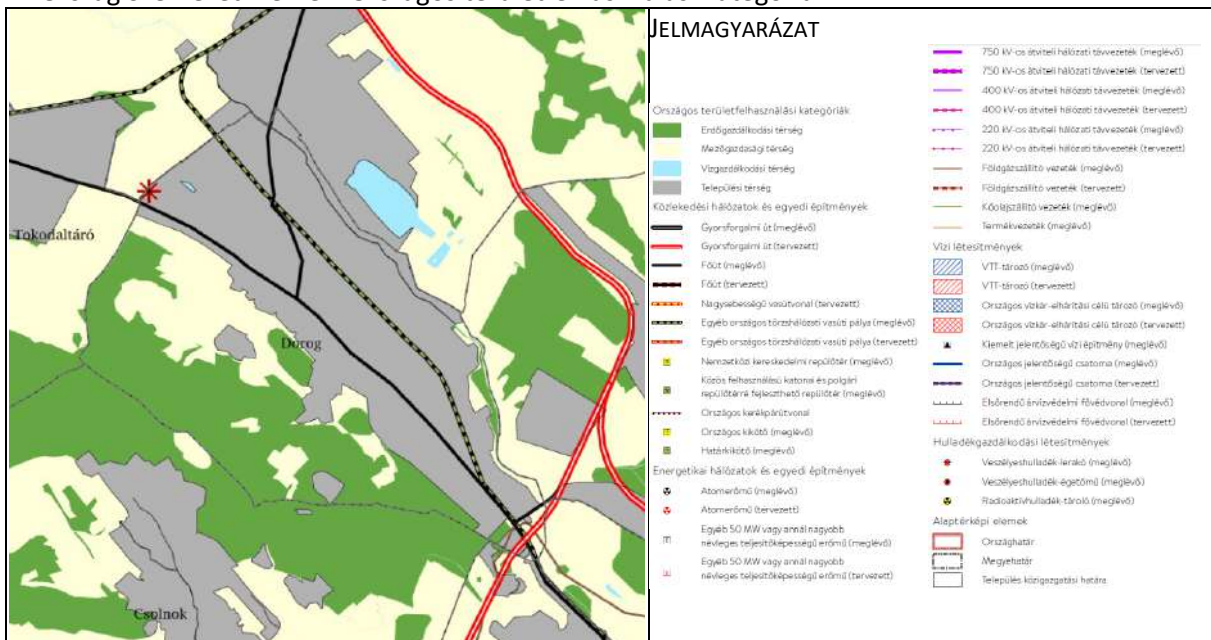 Tokodaltáró
Dorog
Csolnok
JELMAGYARÁZAT
Országos területfelhasználási kategóriák
Erdőgazdálkodási térség
Mezőgazdasági térség
Vízgazdálkodási térség
Települési térség
Közlekedési hálózatok és egyedi építmények
Gyorsforgalmi út (meglévő)
Gyorsforgalmi út (tervezett)
Főút (meglévő)
Főút (tervezett)
Nagysebességű vasútvonal (tervezett)
Egyéb országos törzshálózati vasúti pálya (meglévő)
Egyéb országos törzshálózati vasúti pálya (tervezett)
Nemzetközi kereskedelmi repülőtér (meglévő)
Közös felhasználású katonai és polgári
repülőtérré fejleszthető repülőtér (meglévő)
Országos kerékpárútvonal
Országos kikötő (meglévő)
Határkikötő (meglévő)
Energetikai hálózatok és egyedi építmények
Atomerőmű (meglévő)
Atomerőmű (tervezett)
Egyéb 50 MW vagy annál nagyobb
névleges teljesítőképességű erőmű (meglévő)
Egyéb 50 MW vagy annál nagyobb
névleges teljesítőképességű erőmű (tervezett)
750 kV-os átviteli hálózati távvezeték (meglévő)
750 kV-os átviteli hálózati távvezeték (tervezett)
400 kV-os átviteli hálózati távvezeték (meglévő)
400 kV-os átviteli hálózati távvezeték (tervezett)
220 kV-os átviteli hálózati távvezeték (meglévő)
220 kV-os átviteli hálózati távvezeték (tervezett)
Földgázszállító vezeték (meglévő)
Földgázszállító vezeték (tervezett)
Kőolajszállító vezeték (meglévő)
Termékvezeték (meglévő)
Vízi létesítmények
VTT-tározó (meglévő)
VTT-tározó (tervezett)
Országos vízkár-elhárítási célú tározó (meglévő)
Országos vízkár-elhárítási célú tározó (tervezett)
Kiemelt jelentőségű vízi építmény (meglévő)
Országos jelentőségű csatorna (meglévő)
Országos jelentőségű csatorna (tervezett)
Elsőrendű árvízvédelmi fővédvonal (meglévő)
Elsőrendű árvízvédelmi fővédvonal (tervezett)
Hulladékgazdálkodási létesítmények
Veszélyeshulladék-lerakó (meglévő)
Veszélyeshulladék-égetőmű (meglévő)
Radioaktívhulladék-tároló (meglévő)
Alaptérképi elemek
Országhatár
Megyehatár
Település közigazgatási határa